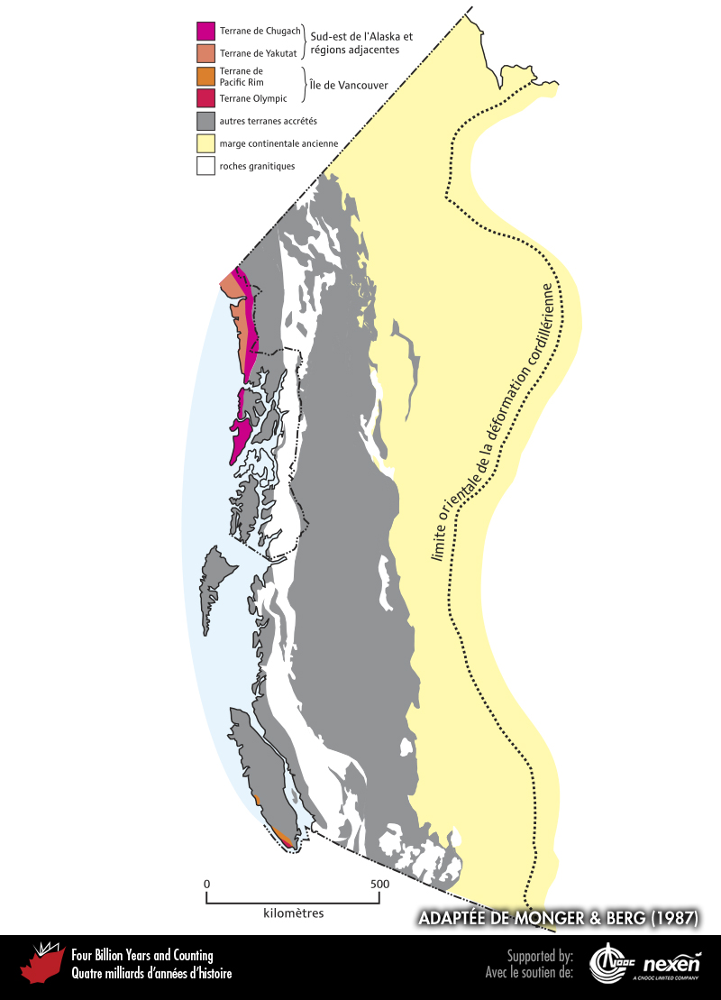 Terrane de Chugach
Terrane de Yakutat
Sud-est de l'Alaska et
régions adjacentes
Terrane de
Pacific Rim
Terrane Olympic
Île de Vancouver
autres terranes accrétés
marge continentale ancienne
roches granitiques
limite orientale de la déformation cordillérienne
0 500
kilomètres
ADAPTÉE DE MONGER & BERG (1987)
Four Billion Years and Counting
Quatre milliards d'années d'histoire
Supported by:
Avec le soutien de:
CNOOC
nexen
A CNOOC LIMITED COMPANY